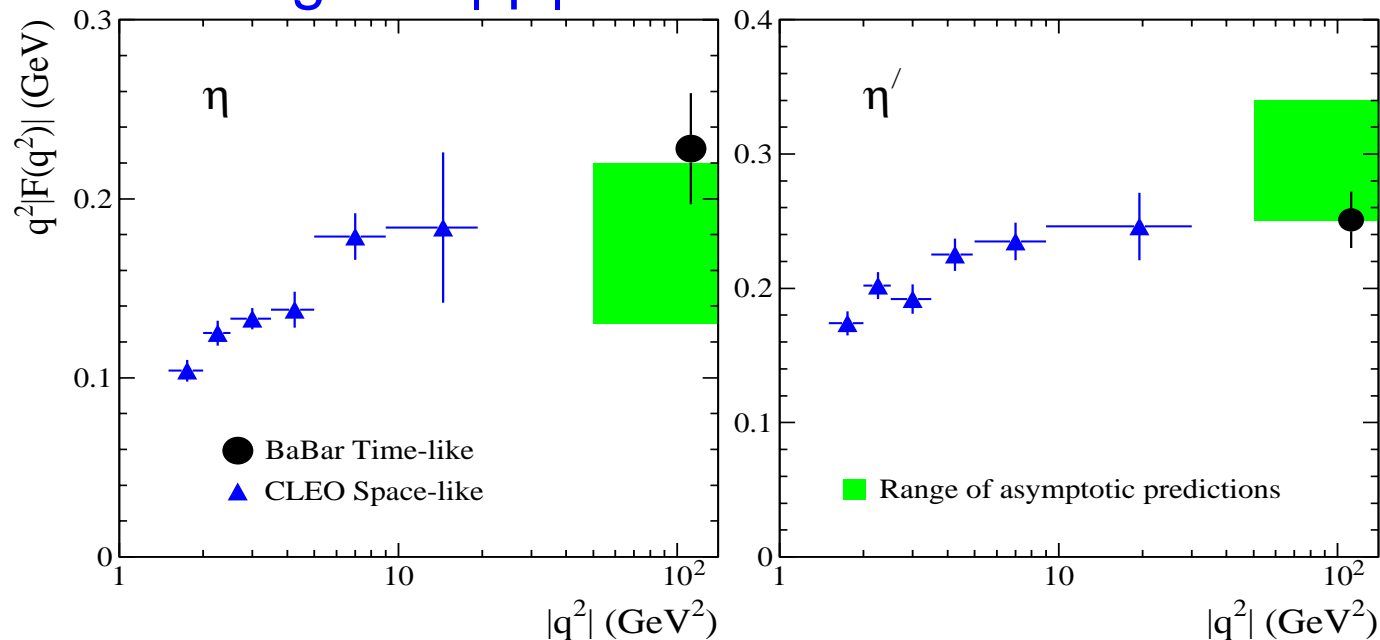 0.3
0.2
0.1
0
q²|F(q²)| (GeV)
η
BaBar Time-like
CLEO Space-like
1
10
10²
|q²| (GeV²)
0.4
0.3
0.2
0.1
0
η′
Range of asymptotic predictions
1
10
10²
|q²| (GeV²)